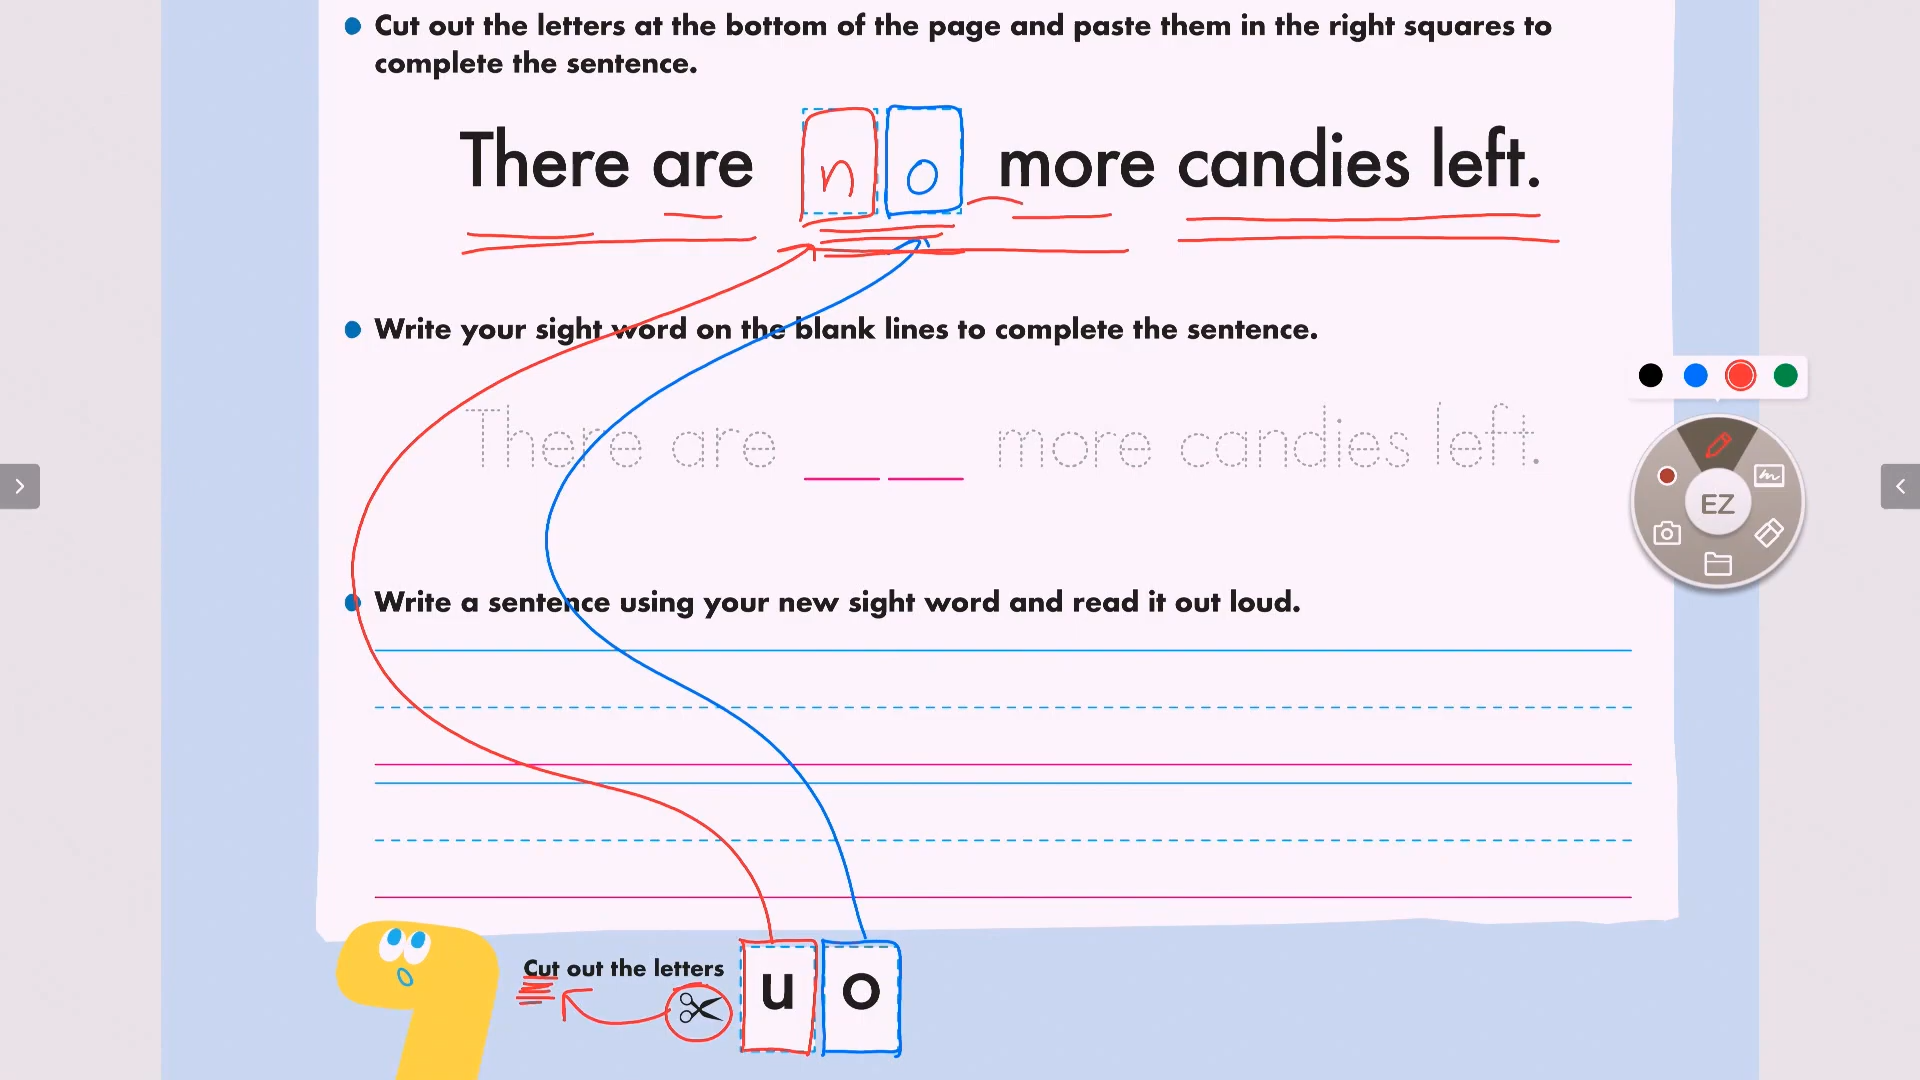 Cut out the letters at the bottom of the page and paste them in the right squares to
complete the sentence.
There are n o more candies left.
Write your sight word on the blank lines to complete the sentence.
There are __ __ more candies left.
EZ
Write a sentence using your new sight word and read it out loud.
Cut out the letters
u o